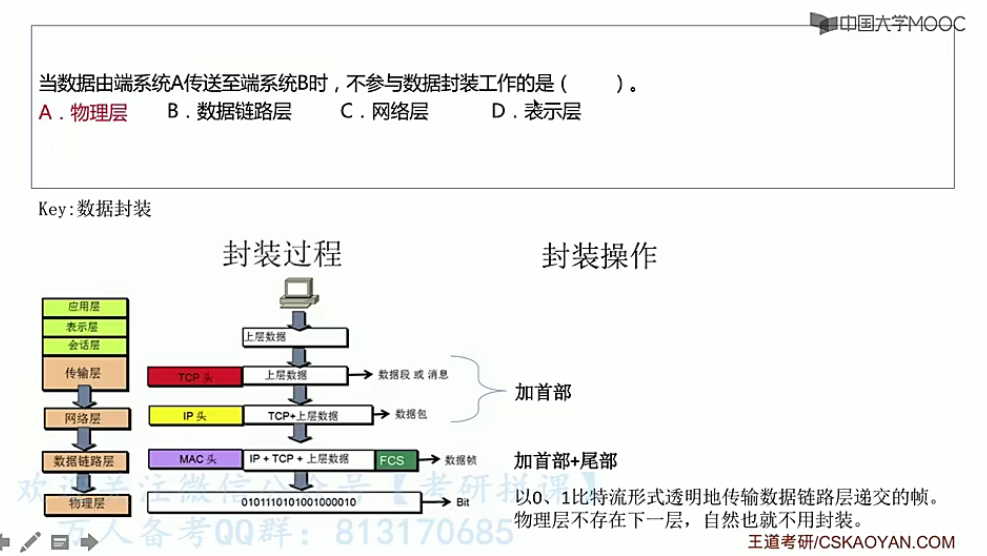 中国大学MOOC
当数据由端系统A传送至端系统B时，不参与数据封装工作的是（　　）。
A．物理层　B．数据链路层　C．网络层　D．表示层
Key:数据封装
封装过程　封装操作
应用层
表示层
会话层
传输层
网络层
数据链路层
物理层
上层数据
TCP 头　上层数据　数据段 或 消息
IP 头　TCP+上层数据　数据包
MAC 头　IP + TCP + 上层数据　FCS　数据帧
0101110101001000010　Bit
加首部
加首部+尾部
以0、1比特流形式透明地传输数据链路层递交的帧。
物理层不存在下一层，自然也就不用封装。
欢迎关注微信公众号【考研拼课】
万人备考QQ群：813170685
王道考研/CSKAOYAN.COM